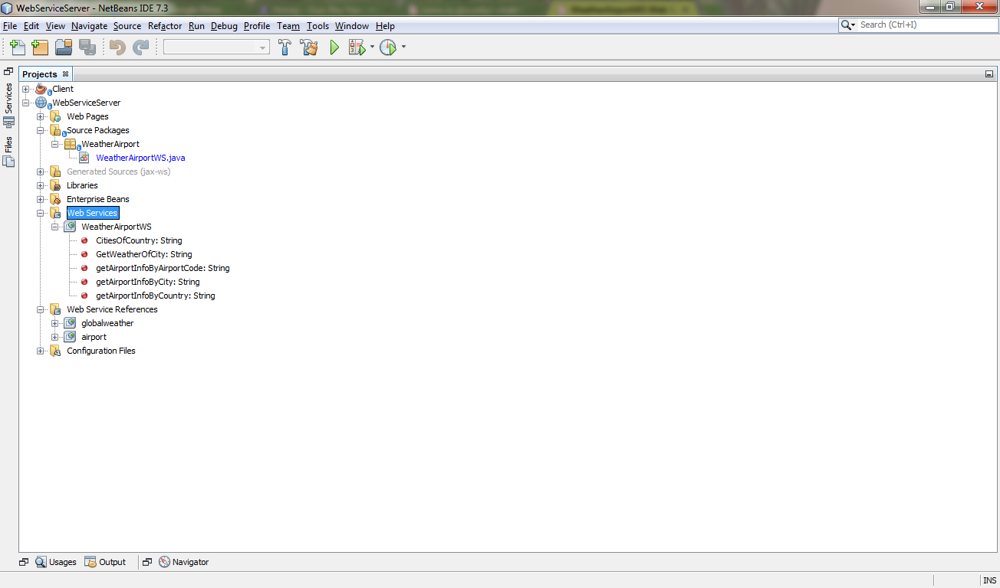 WebServiceServer - NetBeans IDE 7.3
File Edit View Navigate Source Refactor Run Debug Profile Team Tools Window Help
Search (Ctrl+I)
Projects
Services
Files
Client
WebServiceServer
Web Pages
Source Packages
WeatherAirport
WeatherAirportWS.java
Generated Sources (jax-ws)
Libraries
Enterprise Beans
Web Services
WeatherAirportWS
CitiesOfCountry: String
GetWeatherOfCity: String
getAirportInfoByAirportCode: String
getAirportInfoByCity: String
getAirportInfoByCountry: String
Web Service References
globalweather
airport
Configuration Files
Usages Output Navigator
INS